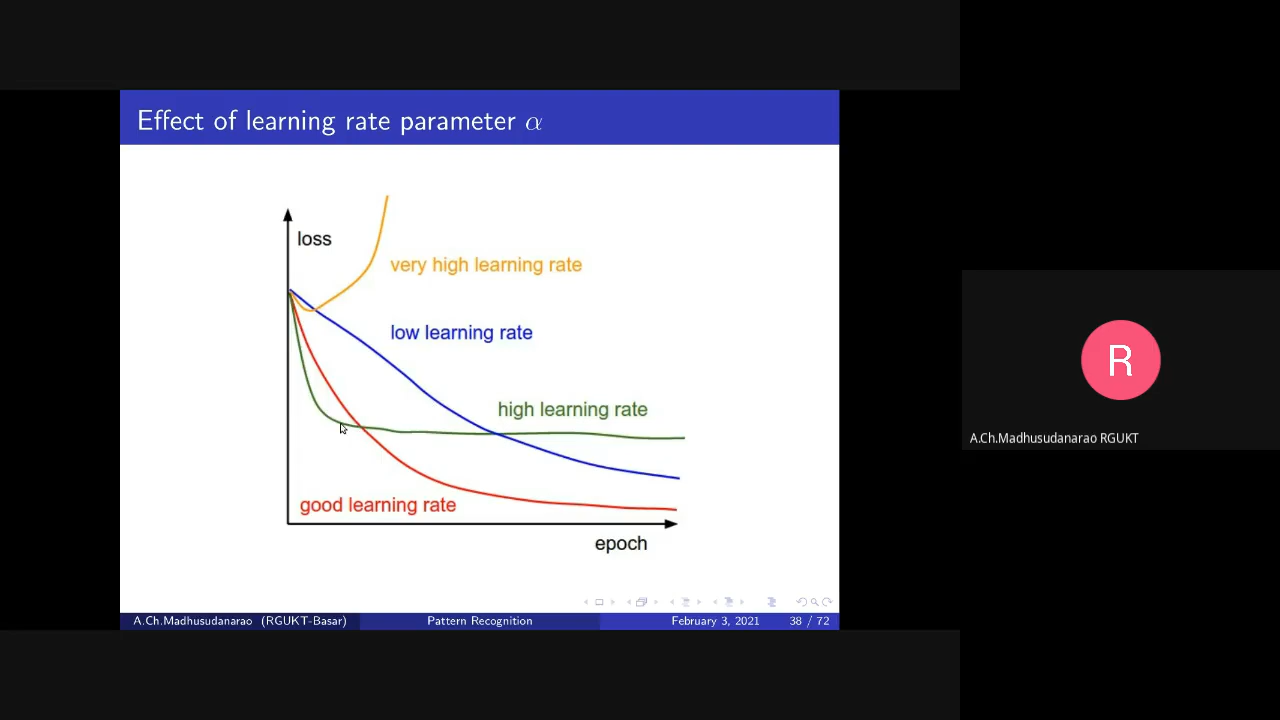 Effect of learning rate parameter α
loss
very high learning rate
low learning rate
high learning rate
good learning rate
epoch
A.Ch.Madhusudanarao (RGUKT-Basar) Pattern Recognition February 3, 2021 38 / 72
R
A.Ch.Madhusudanarao RGUKT